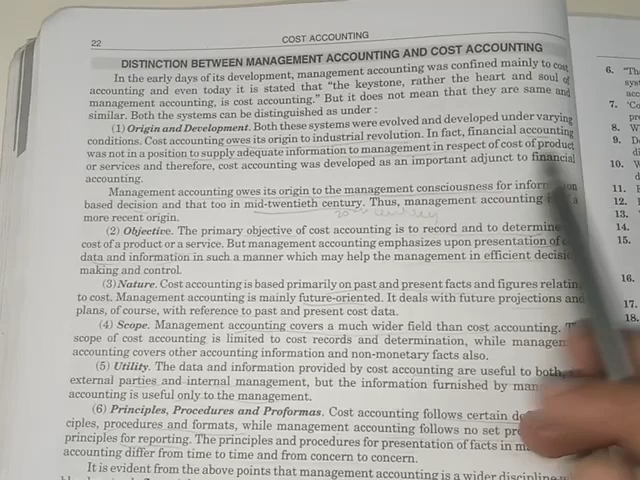 22
COST ACCOUNTING
DISTINCTION BETWEEN MANAGEMENT ACCOUNTING AND COST ACCOUNTING
In the early days of its development, management accounting was confined mainly to cost
accounting and even today it is stated that "the keystone, rather the heart and soul of
management accounting, is cost accounting." But it does not mean that they are same and
similar. Both the systems can be distinguished as under :
(1) Origin and Development. Both these systems were evolved and developed under varying
conditions. Cost accounting owes its origin to industrial revolution. In fact, financial accounting
was not in a position to supply adequate information to management in respect of cost of product
or services and therefore, cost accounting was developed as an important adjunct to financial
accounting.
Management accounting owes its origin to the management consciousness for
based decision and that too in mid-twentieth century. Thus, management accounting a
more recent origin.
20th century
(2) Objective. The primary objective of cost accounting is to record and to determine
cost of a product or a service. But management accounting emphasizes upon presentation of
data and information in such a manner which may help the management in efficient
making and control.
(3) Nature. Cost accounting is based primarily on past and present facts and figures
to cost. Management accounting is mainly future-oriented. It deals with future projections and
plans, of course, with reference to past and present cost data.
(4) Scope. Management accounting covers a much wider field than cost accounting.
scope of cost accounting is limited to cost records and determination, while
accounting covers other accounting information and non-monetary facts also.
(5) Utility. The data and information provided by cost accounting are useful to both,
external parties and internal management, but the information furnished by
accounting is useful only to the management.
(6) Principles, Procedures and Proformas. Cost accounting follows certain
ciples, procedures and formats, while management accounting follows no set
principles for reporting. The principles and procedures for presentation of facts in
accounting differ from time to time and from concern to concern.
It is evident from the above points that management accounting is a wider
6. "The
7. 'Co
8. W
9. D
10. W
11.
12.
13.
14.
15.
16.
17.
18.